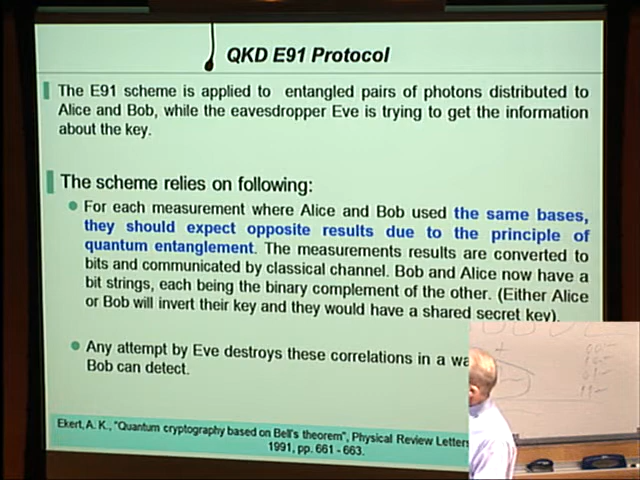 QKD E91 Protocol
The E91 scheme is applied to entangled pairs of photons distributed to
Alice and Bob, while the eavesdropper Eve is trying to get the information
about the key.
The scheme relies on following:
For each measurement where Alice and Bob used the same bases,
they should expect opposite results due to the principle of
quantum entanglement. The measurements results are converted to
bits and communicated by classical channel. Bob and Alice now have a
bit strings, each being the binary complement of the other. (Either Alice
or Bob will invert their key and they would have a shared secret key).
Any attempt by Eve destroys these correlations in a
Bob can detect.
Ekert, A. K., "Quantum cryptography based on Bell's theorem", Physical Review Letters
1991, pp. 661 - 663.